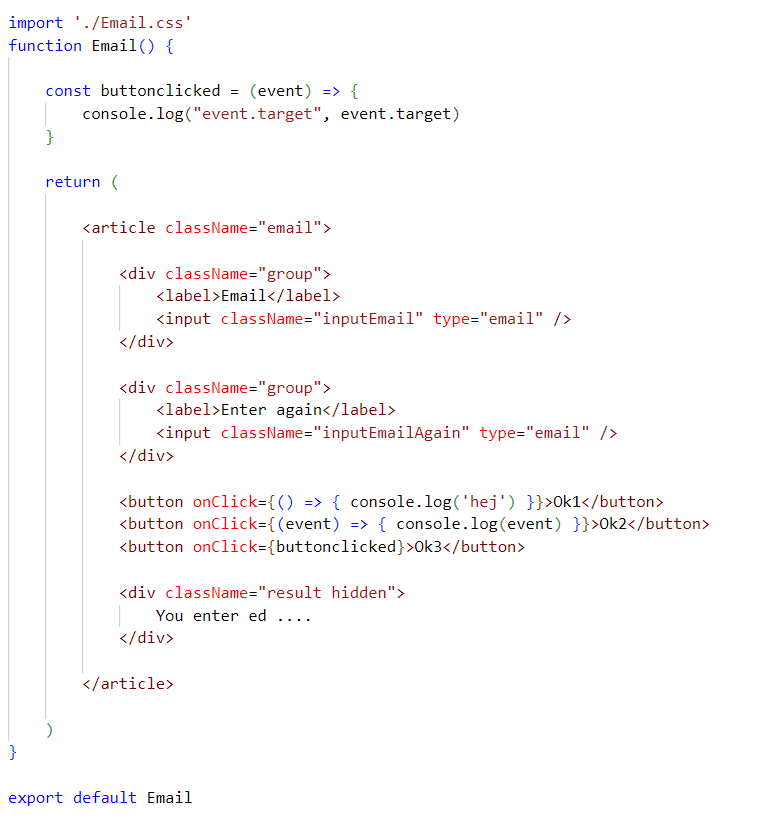 import './Email.css'
function Email() {
const buttonclicked = (event) => {
console.log("event.target", event.target)
}
return (
<article className="email">
<div className="group">
<label>Email</label>
<input className="inputEmail" type="email" />
</div>
<div className="group">
<label>Enter again</label>
<input className="inputEmailAgain" type="email" />
</div>
<button onClick={() => { console.log('hej') }}>Ok1</button>
<button onClick={(event) => { console.log(event) }}>Ok2</button>
<button onClick={buttonclicked}>Ok3</button>
<div className="result hidden">
You enter ed ....
</div>
</article>
)
}
export default Email